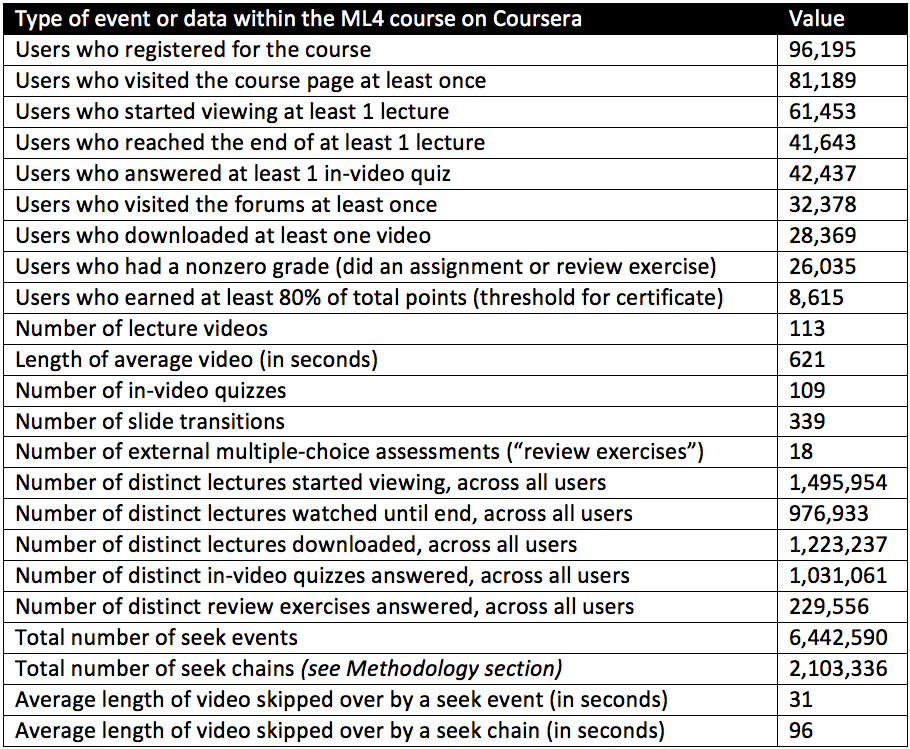 Type of event or data within the ML4 course on Coursera Value
Users who registered for the course 96,195
Users who visited the course page at least once 81,189
Users who started viewing at least 1 lecture 61,453
Users who reached the end of at least 1 lecture 41,643
Users who answered at least 1 in-video quiz 42,437
Users who visited the forums at least once 32,378
Users who downloaded at least one video 28,369
Users who had a nonzero grade (did an assignment or review exercise) 26,035
Users who earned at least 80% of total points (threshold for certificate) 8,615
Number of lecture videos 113
Length of average video (in seconds) 621
Number of in-video quizzes 109
Number of slide transitions 339
Number of external multiple-choice assessments (“review exercises”) 18
Number of distinct lectures started viewing, across all users 1,495,954
Number of distinct lectures watched until end, across all users 976,933
Number of distinct lectures downloaded, across all users 1,223,237
Number of distinct in-video quizzes answered, across all users 1,031,061
Number of distinct review exercises answered, across all users 229,556
Total number of seek events 6,442,590
Total number of seek chains (see Methodology section) 2,103,336
Average length of video skipped over by a seek event (in seconds) 31
Average length of video skipped over by a seek chain (in seconds) 96